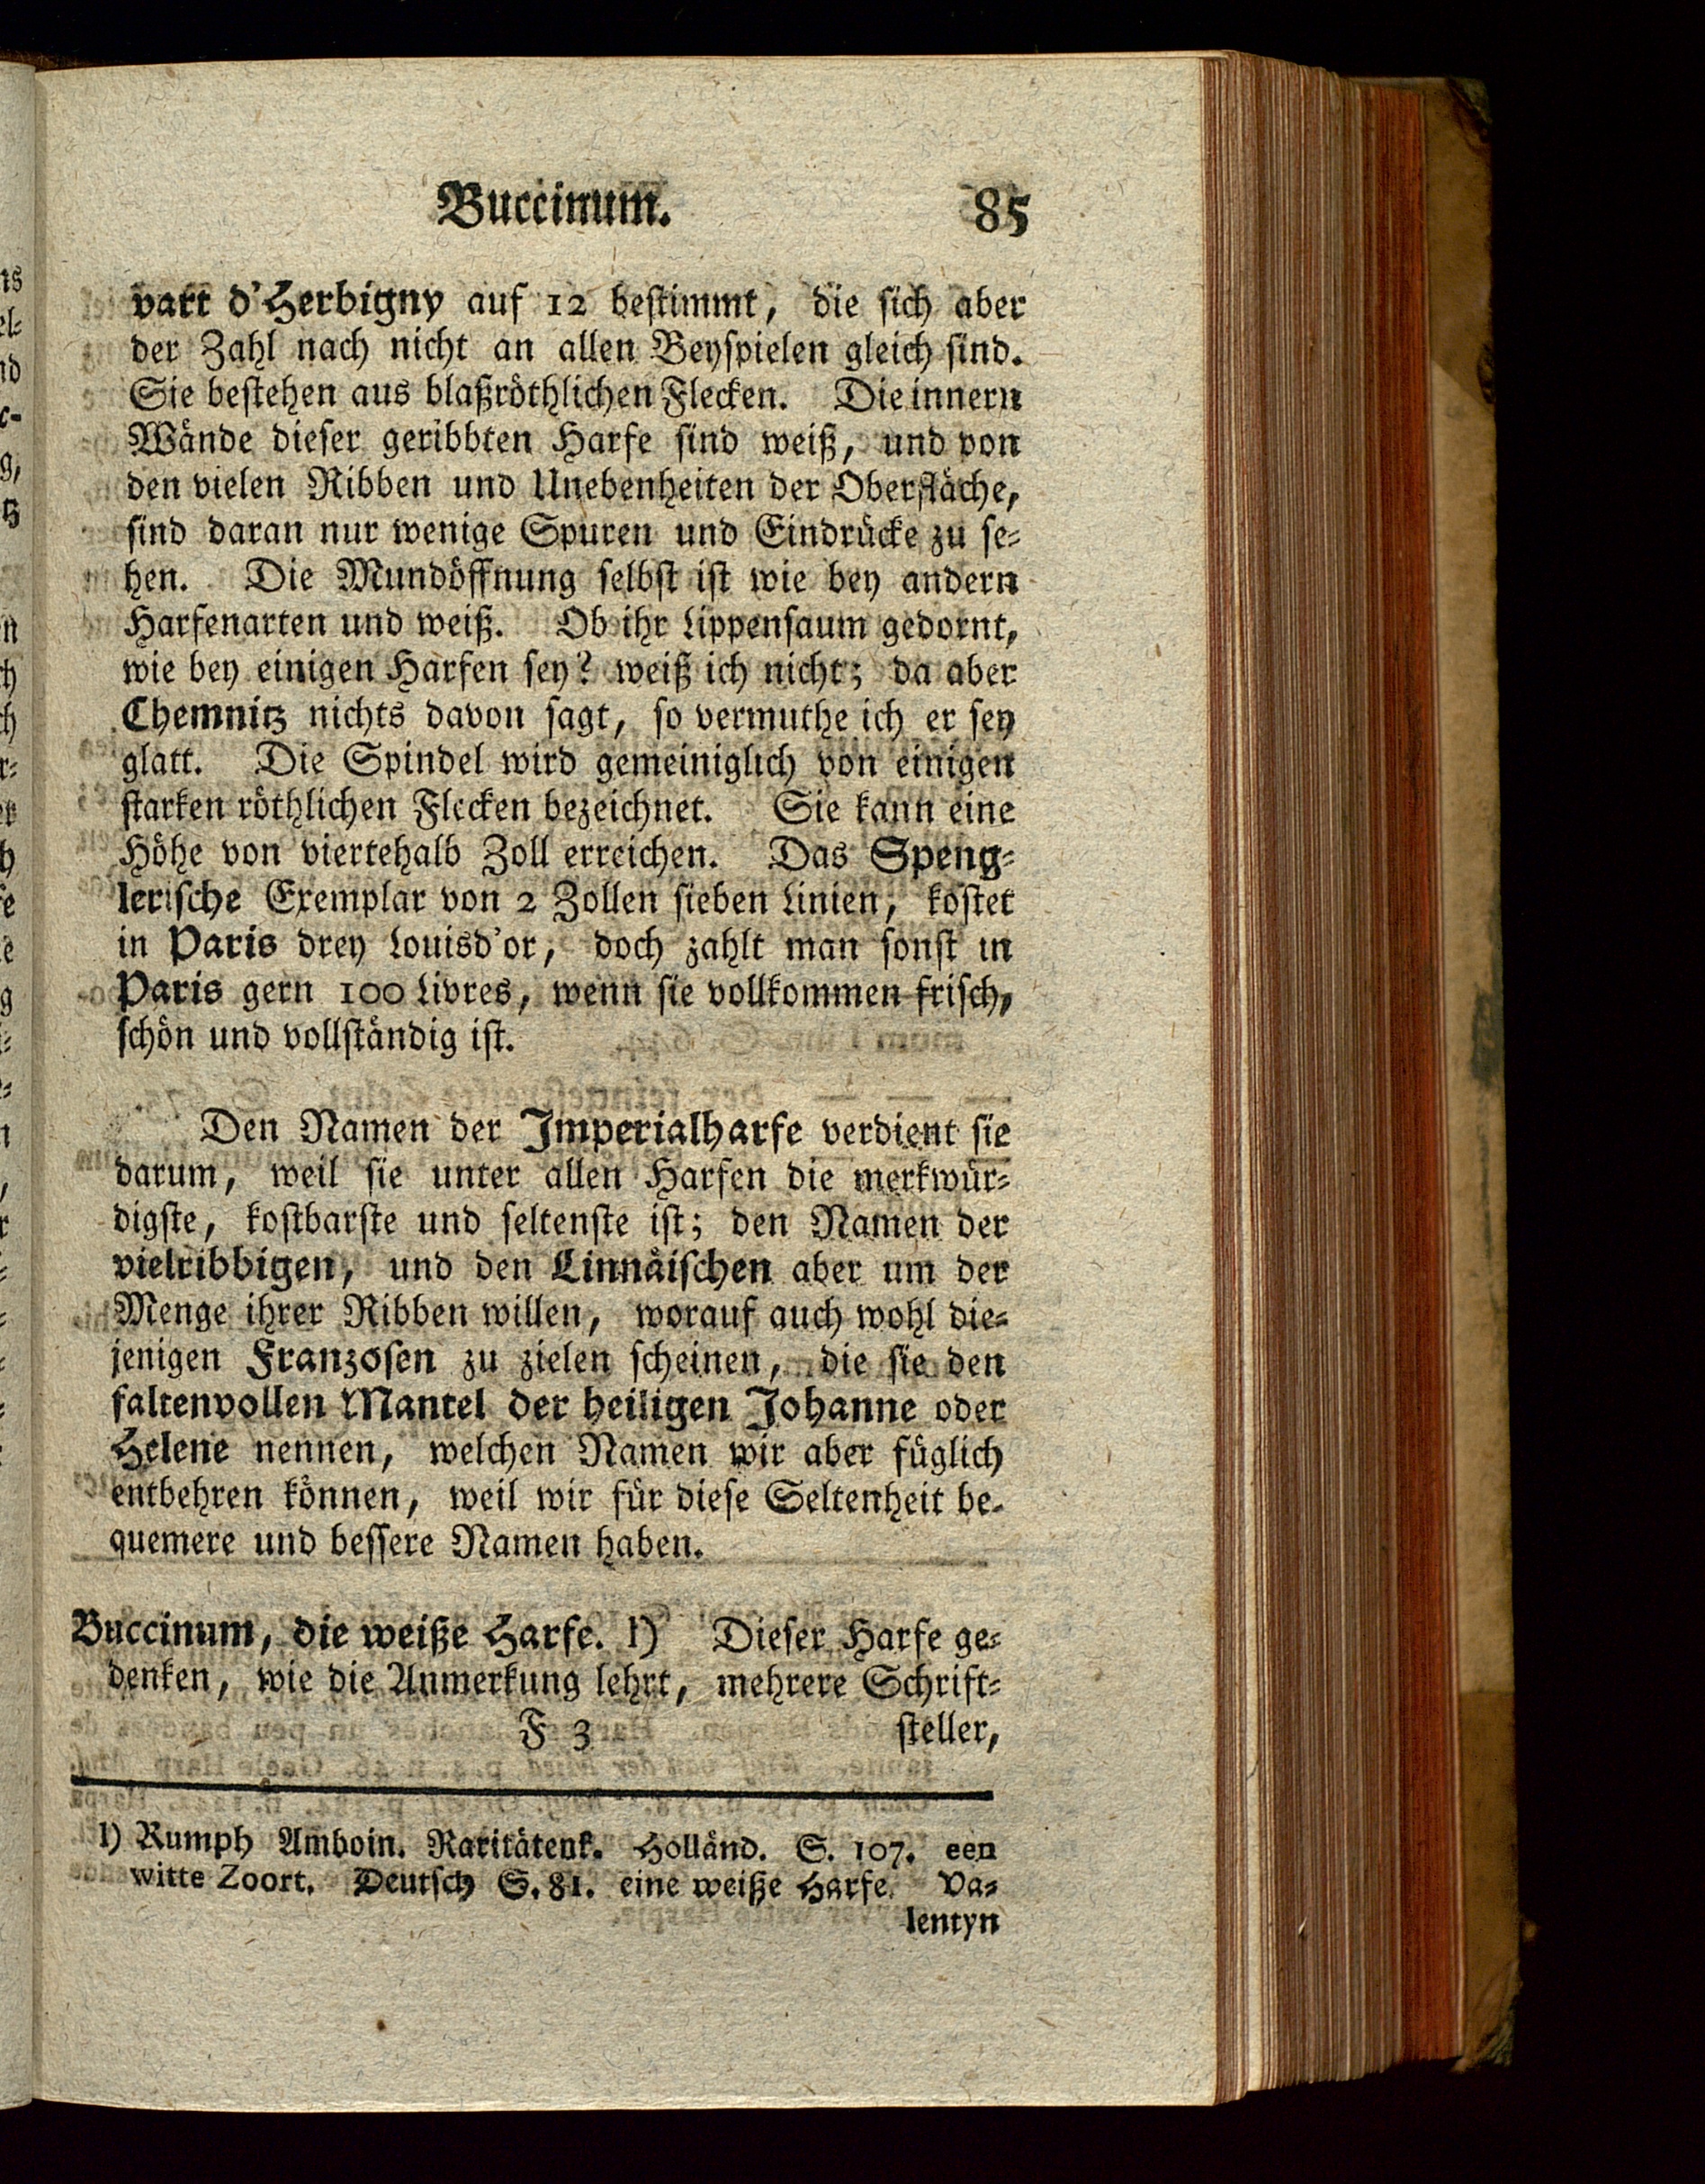 Buccinum. 85
vart d'Herbigny auf 12 bestimmt, die sich aber
der Zahl nach nicht an allen Beyspielen gleich sind.
Sie bestehen aus blaßröthlichen Flecken. Die innern
Wände dieser geribbten Harfe sind weiß, und von
den vielen Ribben und Unebenheiten der Oberfläche,
sind daran nur wenige Spuren und Eindrücke zu se-
hen. Die Mundöffnung selbst ist wie bey andern
Harfenarten und weiß. Ob ihr Lippensaum gedornt,
wie bey einigen Harfen sey? weiß ich nicht; da aber
Chemnitz nichts davon sagt, so vermuthe ich er sey
glatt. Die Spindel wird gemeiniglich von einigen
starken röthlichen Flecken bezeichnet. Sie kann eine
Höhe von viertehalb Zoll erreichen. Das Speng-
lerische Exemplar von 2 Zollen sieben Linien, kostet
in Paris drey Louisd'or, doch zahlt man sonst in
Paris gern 100 Livres, wenn sie vollkommen frisch,
schön und vollständig ist.
Den Namen der Imperialharfe verdient sie
darum, weil sie unter allen Harfen die merkwür-
digste, kostbarste und seltenste ist; den Namen der
vielribbigen, und den Linnäischen aber um der
Menge ihrer Ribben willen, worauf auch wohl die-
jenigen Franzosen zu zielen scheinen, die sie den
faltenvollen Mantel der heiligen Johanne oder
Helene nennen, welchen Namen wir aber füglich
entbehren können, weil wir für diese Seltenheit be-
quemere und bessere Namen haben.
Buccinum, die weiße Harfe. l) Dieser Harfe ge-
denken, wie die Anmerkung lehrt, mehrere Schrift-
F 3 steller,
l) Rumph Amboin. Raritätenk. Holländ. S. 107. een
witte Zoort. Deutsch S. 81. eine weiße Harfe. Va-
lentyn